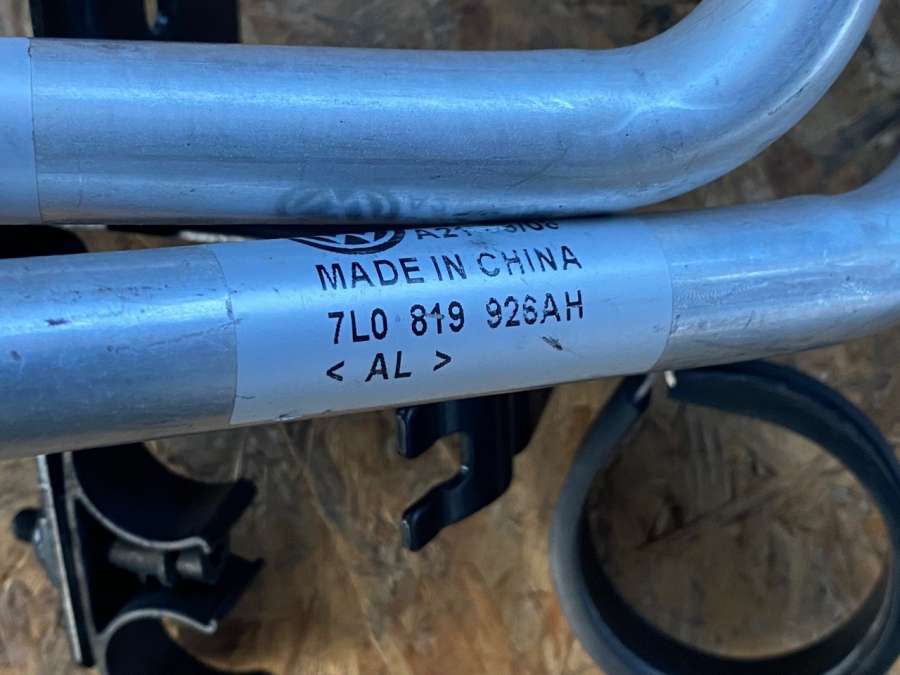 MADE IN CHINA
7L0 819 926AH
< AL >